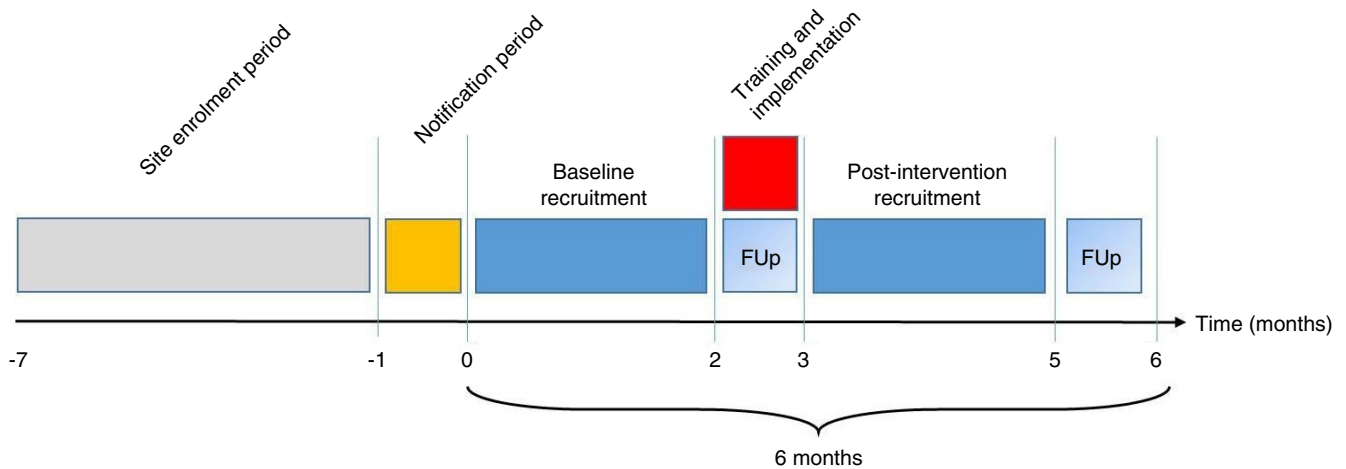 Site enrolment period
Notification period
Training and
implementation
Baseline
recruitment
Post-intervention
recruitment
FUp
FUp
Time (months)
-7
-1
0
2
3
5
6
6 months